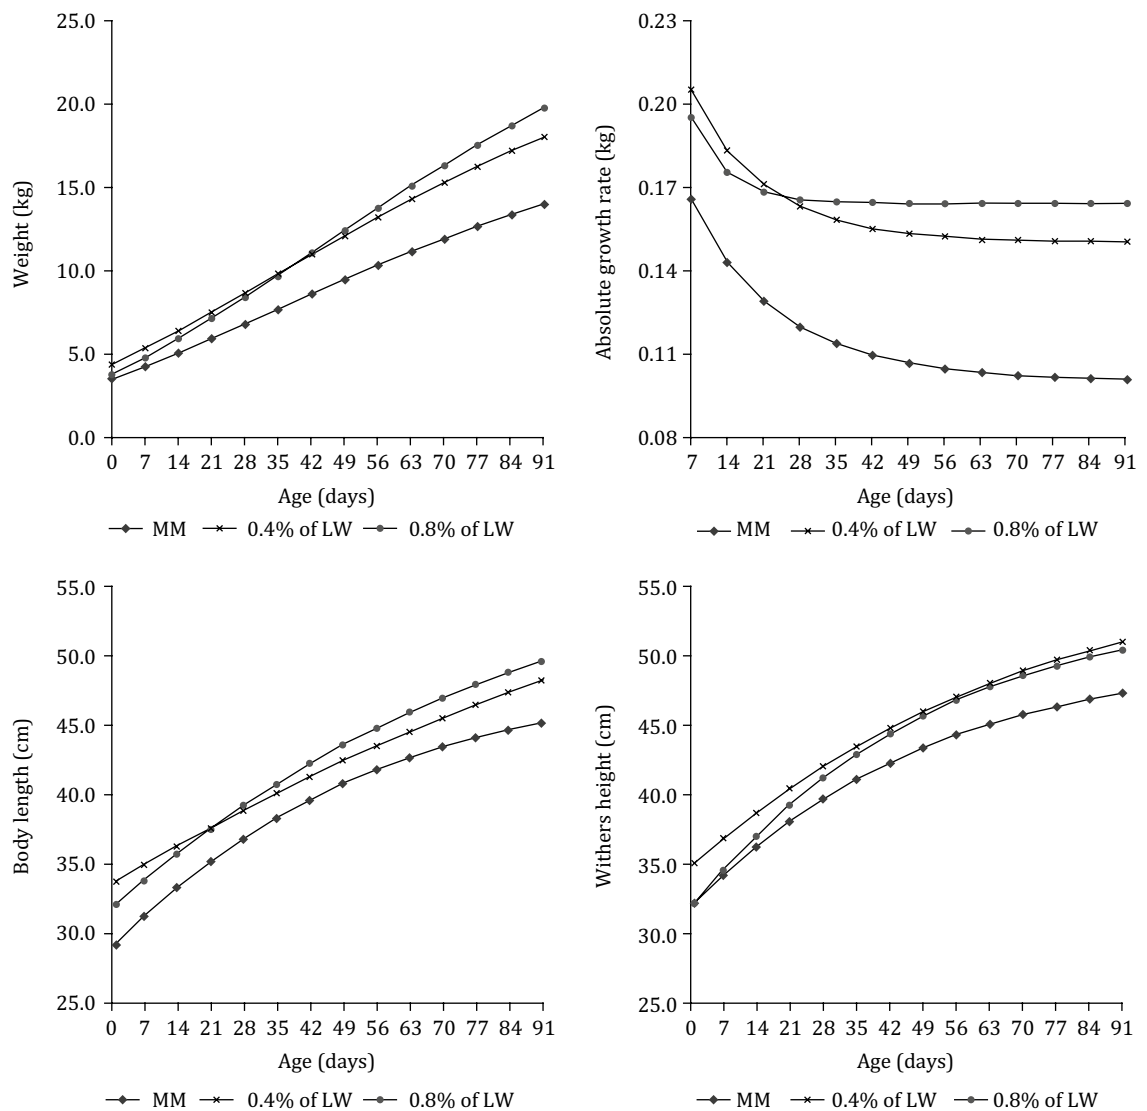 25.0
20.0
15.0
10.0
5.0
0.0
Weight (kg)
0 7 14 21 28 35 42 49 56 63 70 77 84 91
Age (days)
MM 0.4% of LW 0.8% of LW
0.23
0.20
0.17
0.14
0.11
0.08
Absolute growth rate (kg)
7 14 21 28 35 42 49 56 63 70 77 84 91
Age (days)
MM 0.4% of LW 0.8% of LW
55.0
50.0
45.0
40.0
35.0
30.0
25.0
Body length (cm)
0 7 14 21 28 35 42 49 56 63 70 77 84 91
Age (days)
MM 0.4% of LW 0.8% of LW
55.0
50.0
45.0
40.0
35.0
30.0
25.0
Withers height (cm)
0 7 14 21 28 35 42 49 56 63 70 77 84 91
Age (days)
MM 0.4% of LW 0.8% of LW